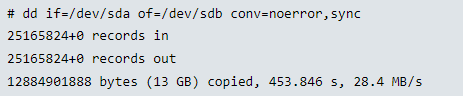 # dd if=/dev/sda of=/dev/sdb conv=noerror,sync
25165824+0 records in
25165824+0 records out
12884901888 bytes (13 GB) copied, 453.846 s, 28.4 MB/s